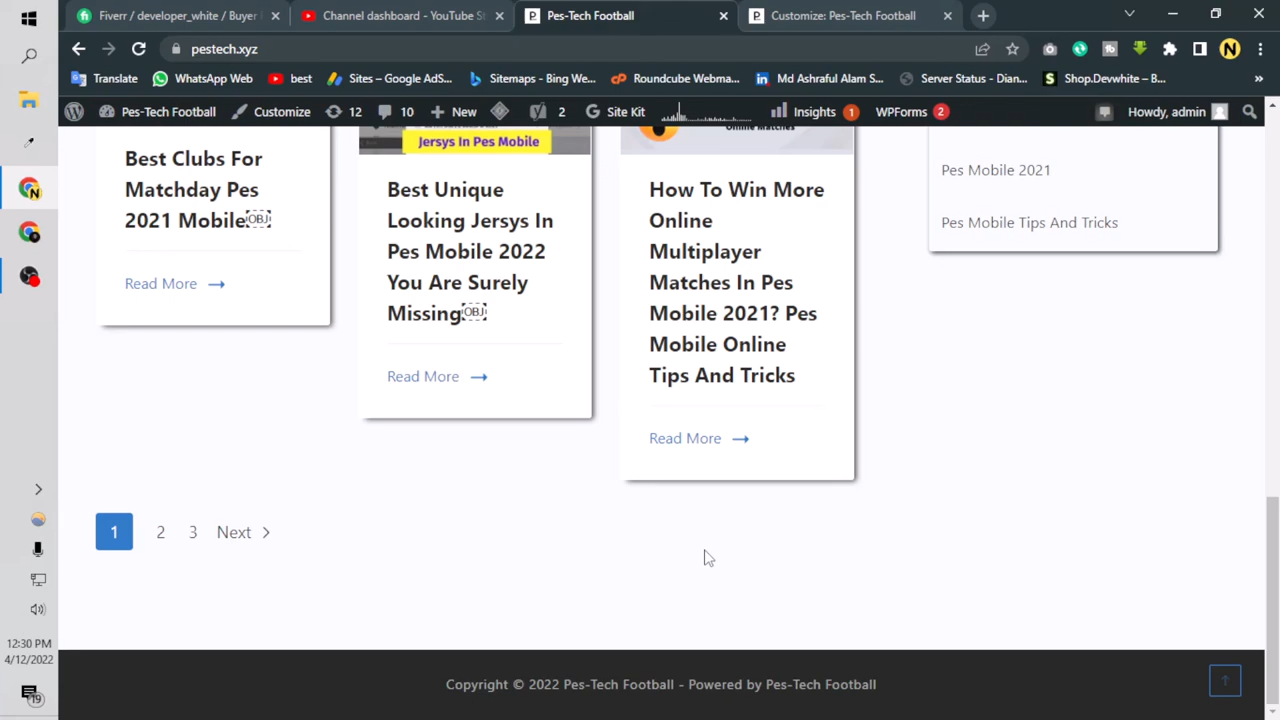 Fiverr / developer_white / Buyer
Channel dashboard - YouTube St
Pes-Tech Football
Customize: Pes-Tech Football
pestech.xyz
N
Translate
WhatsApp Web
best
Sites – Google AdS...
Sitemaps - Bing We...
Roundcube Webma...
Md Ashraful Alam S...
Server Status - Dian...
Shop.Devwhite – B...
»
Pes-Tech Football
Customize
12
10
New
2
Site Kit
Insights 1
WPForms 2
Howdy, admin
Jersys In Pes Mobile
Online Matches
Best Clubs For
Matchday Pes
2021 MobileOBJ
Read More →
Best Unique
Looking Jersys In
Pes Mobile 2022
You Are Surely
MissingOBJ
Read More →
How To Win More
Online
Multiplayer
Matches In Pes
Mobile 2021? Pes
Mobile Online
Tips And Tricks
Read More →
Pes Mobile 2021
Pes Mobile Tips And Tricks
1 2 3 Next >
Copyright © 2022 Pes-Tech Football - Powered by Pes-Tech Football
12:30 PM
4/12/2022
19